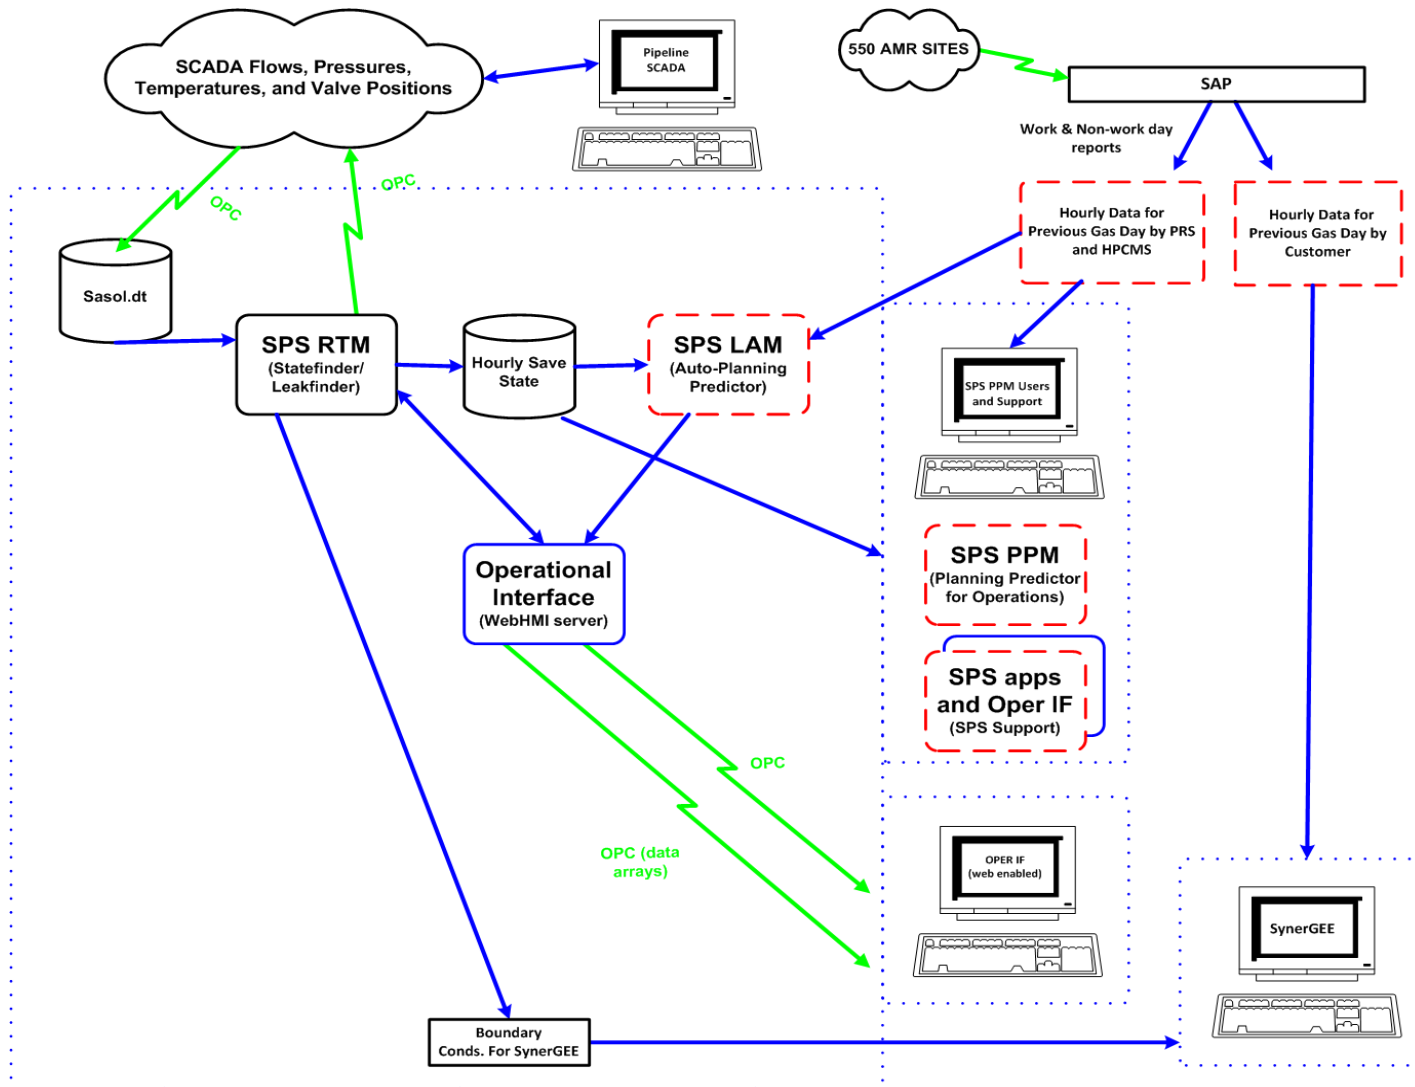 SCADA Flows, Pressures,
Temperatures, and Valve Positions
Pipeline
SCADA
550 AMR SITES
SAP
Work & Non-work day
reports
OPC
OPC
Hourly Data for
Previous Gas Day by PRS
and HPCMS
Hourly Data for
Previous Gas Day by
Customer
Sasol.dt
SPS RTM
(Statefinder/
Leakfinder)
Hourly Save
State
SPS LAM
(Auto-Planning
Predictor)
SPS PPM Users
and Support
Operational
Interface
(WebHMI server)
SPS PPM
(Planning Predictor
for Operations)
SPS apps
and Oper IF
(SPS Support)
OPC
OPC (data
arrays)
OPER IF
(web enabled)
SynerGEE
Boundary
Conds. For SynerGEE